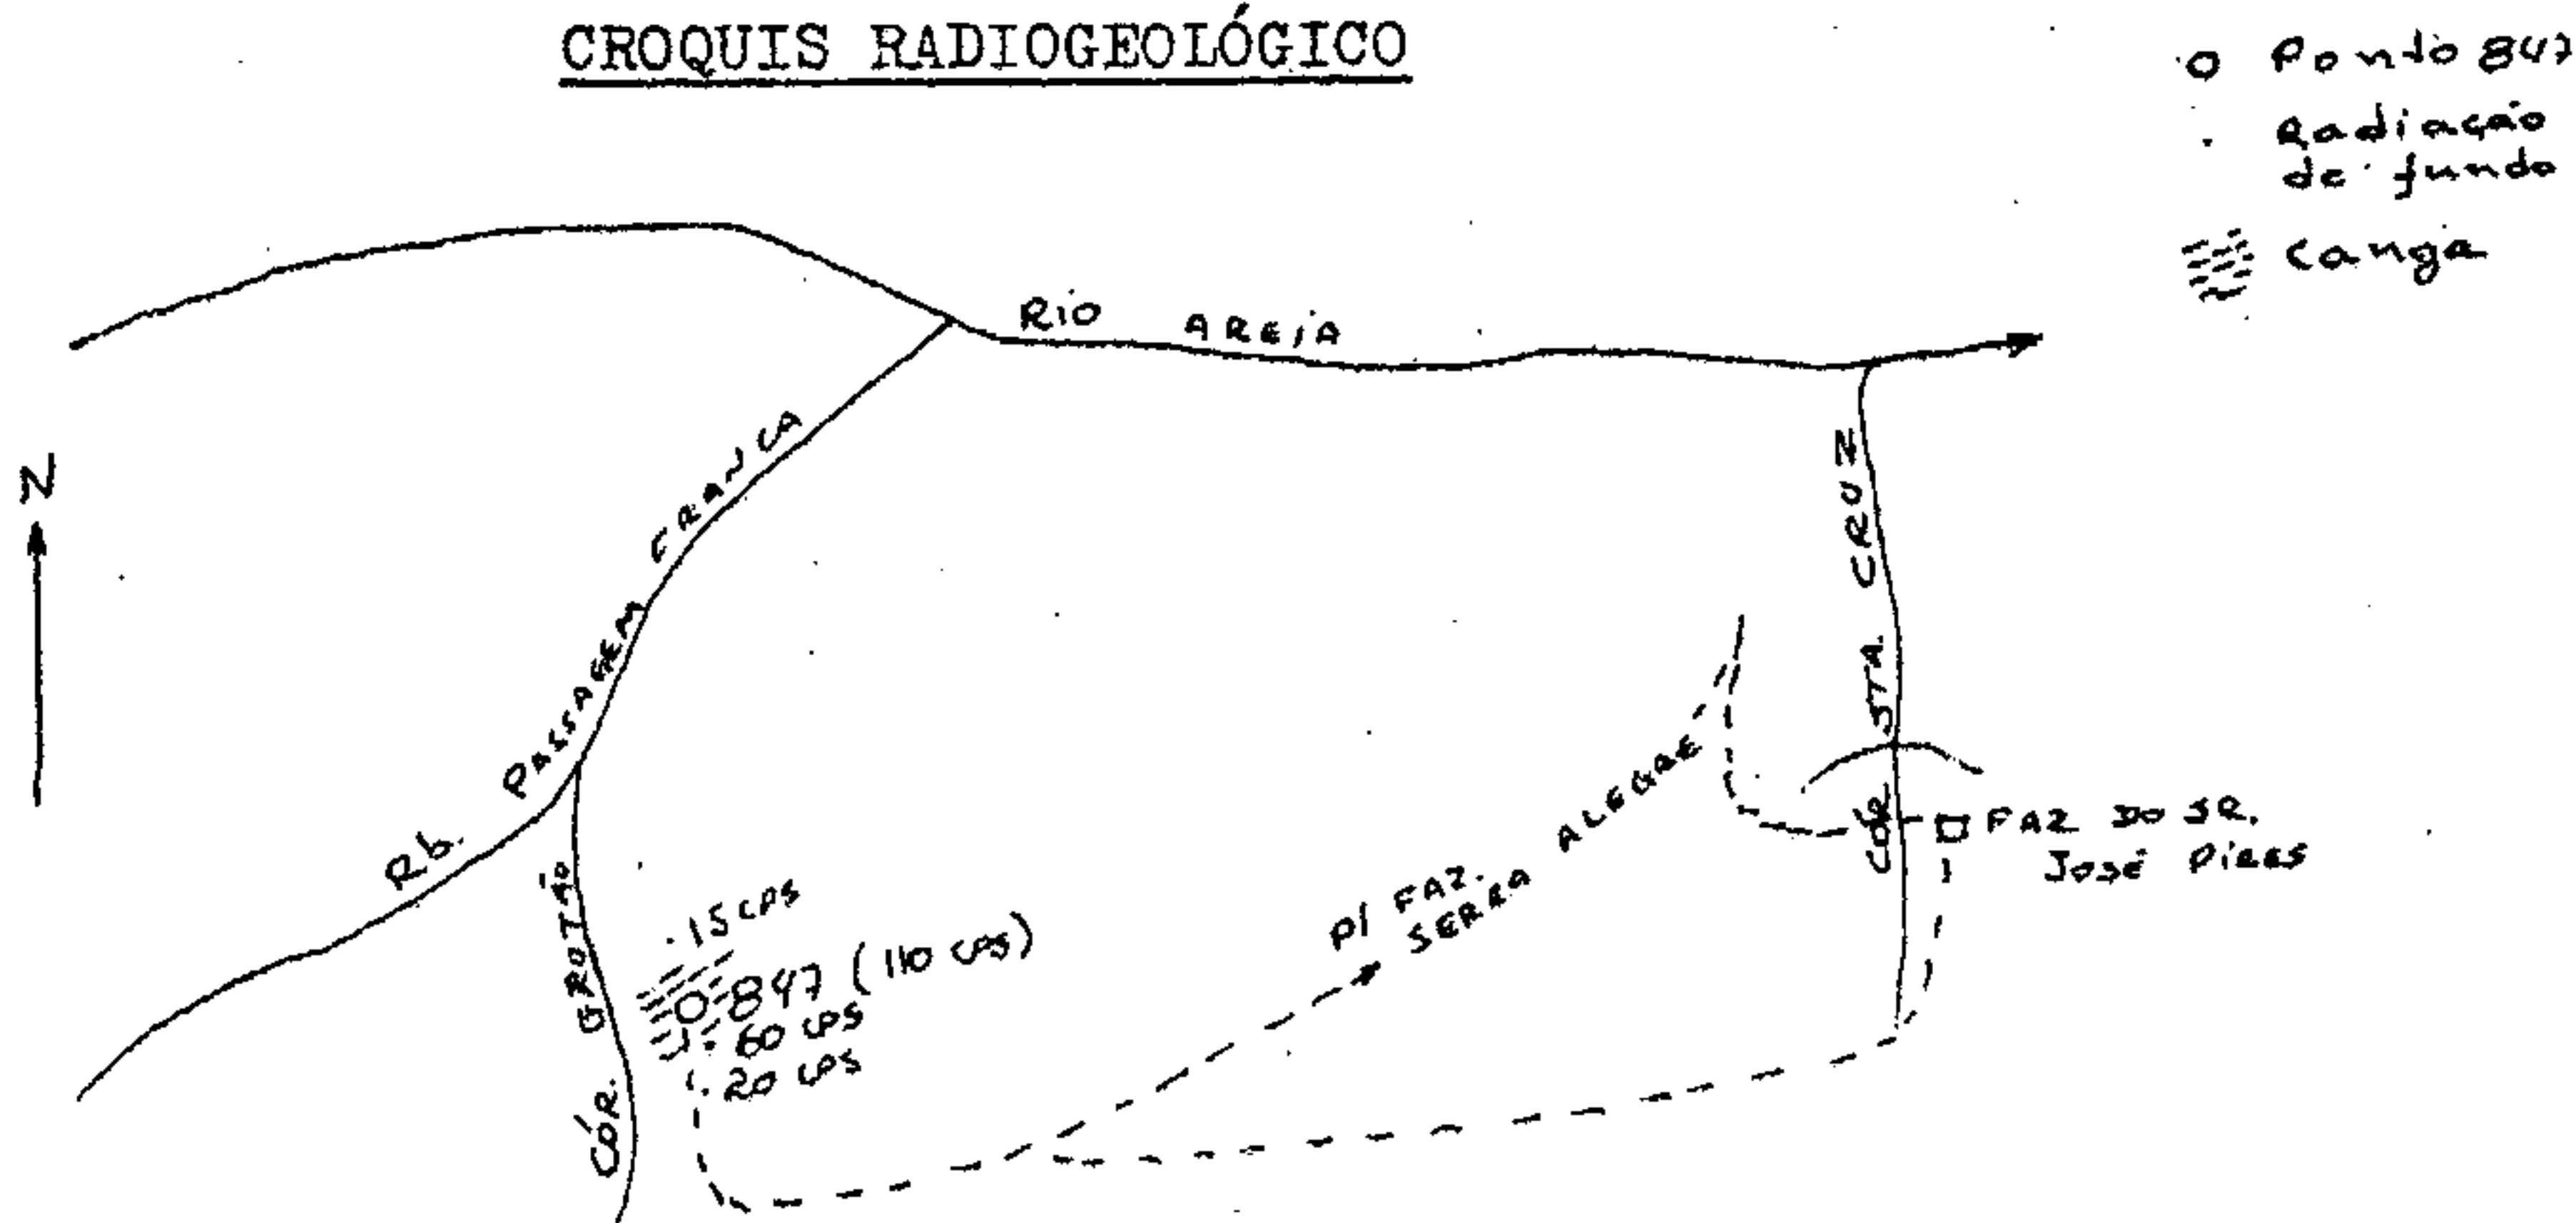 CROQUIS RADIOGEOLÓGICO
Ponto 847
Radiação
de fundo
Canga
RIO AREIA
N
Rb. PASSAGEM FRANCA
CÓR. STA. CRUZ
CÓR. GROTÃO
P/ FAZ.
SERRA ALEGRE
FAZ DO SR.
JOSÉ PIRES
15 CPS
847 (110 CPS)
60 CPS
20 CPS